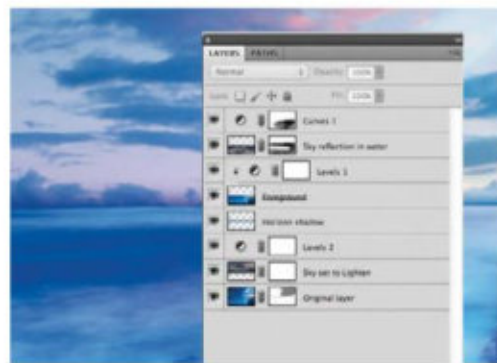 LAYERS PATHS
Normal Opacity: 100%
Lock: Fill: 100%
Curves 1
Sky reflection in water
Levels 1
Foreground
Horizon shadow
Levels 2
Sky set to Lighten
Original layer